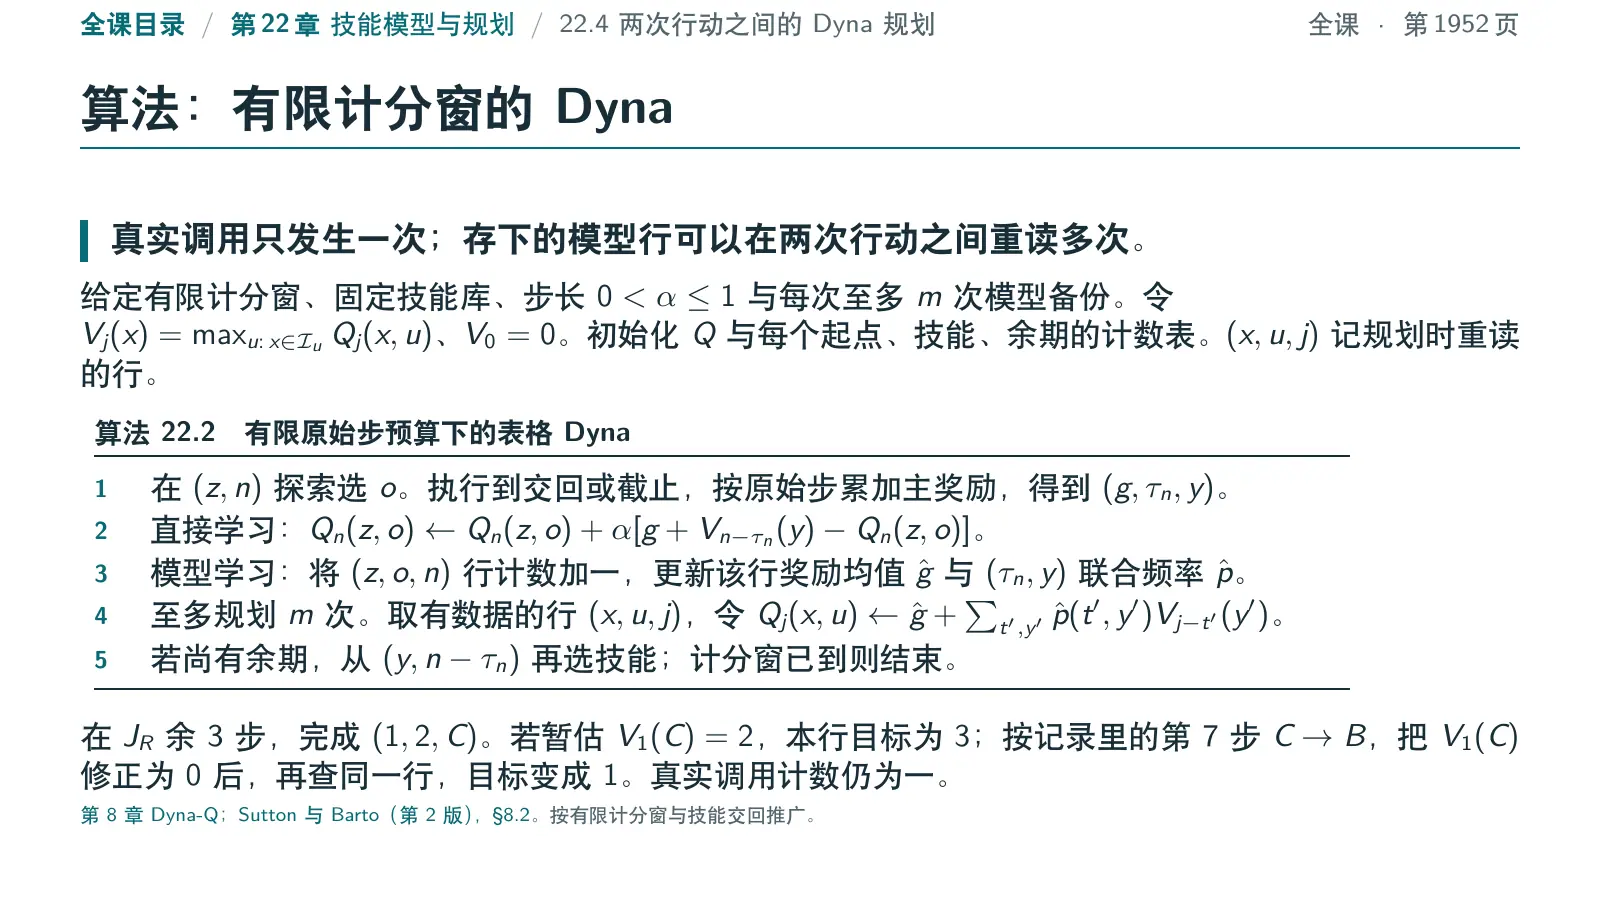 全课目录 / 第 22 章 技能模型与规划 / 22.4 两次行动之间的 Dyna 规划
全课 · 第 1952 页
算法：有限计分窗的 Dyna
真实调用只发生一次；存下的模型行可以在两次行动之间重读多次。
给定有限计分窗、固定技能库、步长 0 < α ≤ 1 与每次至多 m 次模型备份。令
V_j(x) = max_{u: x∈ℐ_u} Q_j(x, u)、V_0 = 0。初始化 Q 与每个起点、技能、余期的计数表。(x, u, j) 记规划时重读
的行。
算法 22.2 有限原始步预算下的表格 Dyna
1 在 (z, n) 探索选 o。执行到交回或截止，按原始步累加主奖励，得到 (g, τ_n, y)。
2 直接学习：Q_n(z, o) ← Q_n(z, o) + α[g + V_{n−τ_n}(y) − Q_n(z, o)]。
3 模型学习：将 (z, o, n) 行计数加一，更新该行奖励均值 ĝ 与 (τ_n, y) 联合频率 p̂。
4 至多规划 m 次。取有数据的行 (x, u, j)，令 Q_j(x, u) ← ĝ + ∑_{t′,y′} p̂(t′, y′)V_{j−t′}(y′)。
5 若尚有余期，从 (y, n − τ_n) 再选技能；计分窗已到则结束。
在 J_R 余 3 步，完成 (1, 2, C)。若暂估 V_1(C) = 2，本行目标为 3；按记录里的第 7 步 C → B，把 V_1(C)
修正为 0 后，再查同一行，目标变成 1。真实调用计数仍为一。
第 8 章 Dyna-Q；Sutton 与 Barto（第 2 版），§8.2。按有限计分窗与技能交回推广。